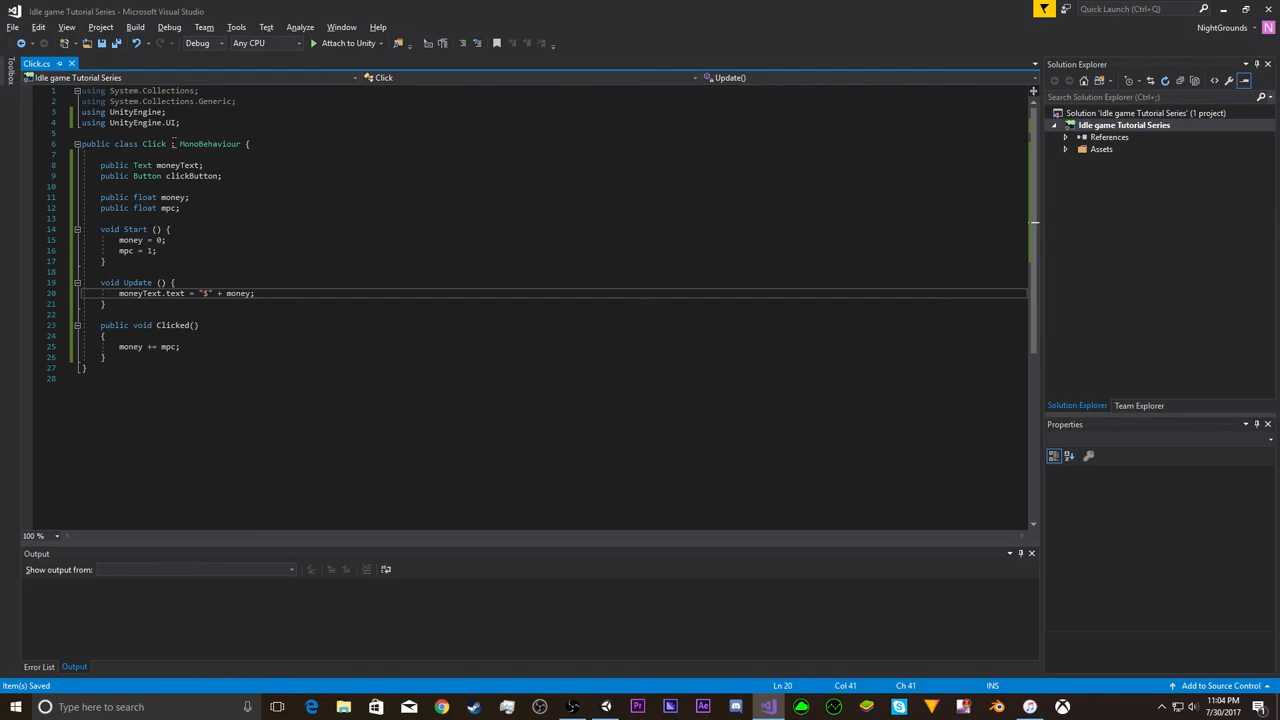 Idle game Tutorial Series - Microsoft Visual Studio
Quick Launch (Ctrl+Q)
File Edit View Project Build Debug Team Tools Test Analyze Window Help
NightGrounds N
Debug Any CPU Attach to Unity
Toolbox
Click.cs
Idle game Tutorial Series Click Update()
1 using System.Collections;
2 using System.Collections.Generic;
3 using UnityEngine;
4 using UnityEngine.UI;
5
6 public class Click : MonoBehaviour {
7
8 public Text moneyText;
9 public Button clickButton;
10
11 public float money;
12 public float mpc;
13
14 void Start () {
15 money = 0;
16 mpc = 1;
17 }
18
19 void Update () {
20 moneyText.text = "$" + money;
21 }
22
23 public void Clicked()
24 {
25 money += mpc;
26 }
27 }
28
100 %
Output
Show output from:
Error List Output
Solution Explorer
Search Solution Explorer (Ctrl+;)
Solution 'Idle game Tutorial Series' (1 project)
Idle game Tutorial Series
References
Assets
Solution Explorer Team Explorer
Properties
Item(s) Saved Ln 20 Col 41 Ch 41 INS Add to Source Control
Type here to search
11:04 PM
7/30/2017